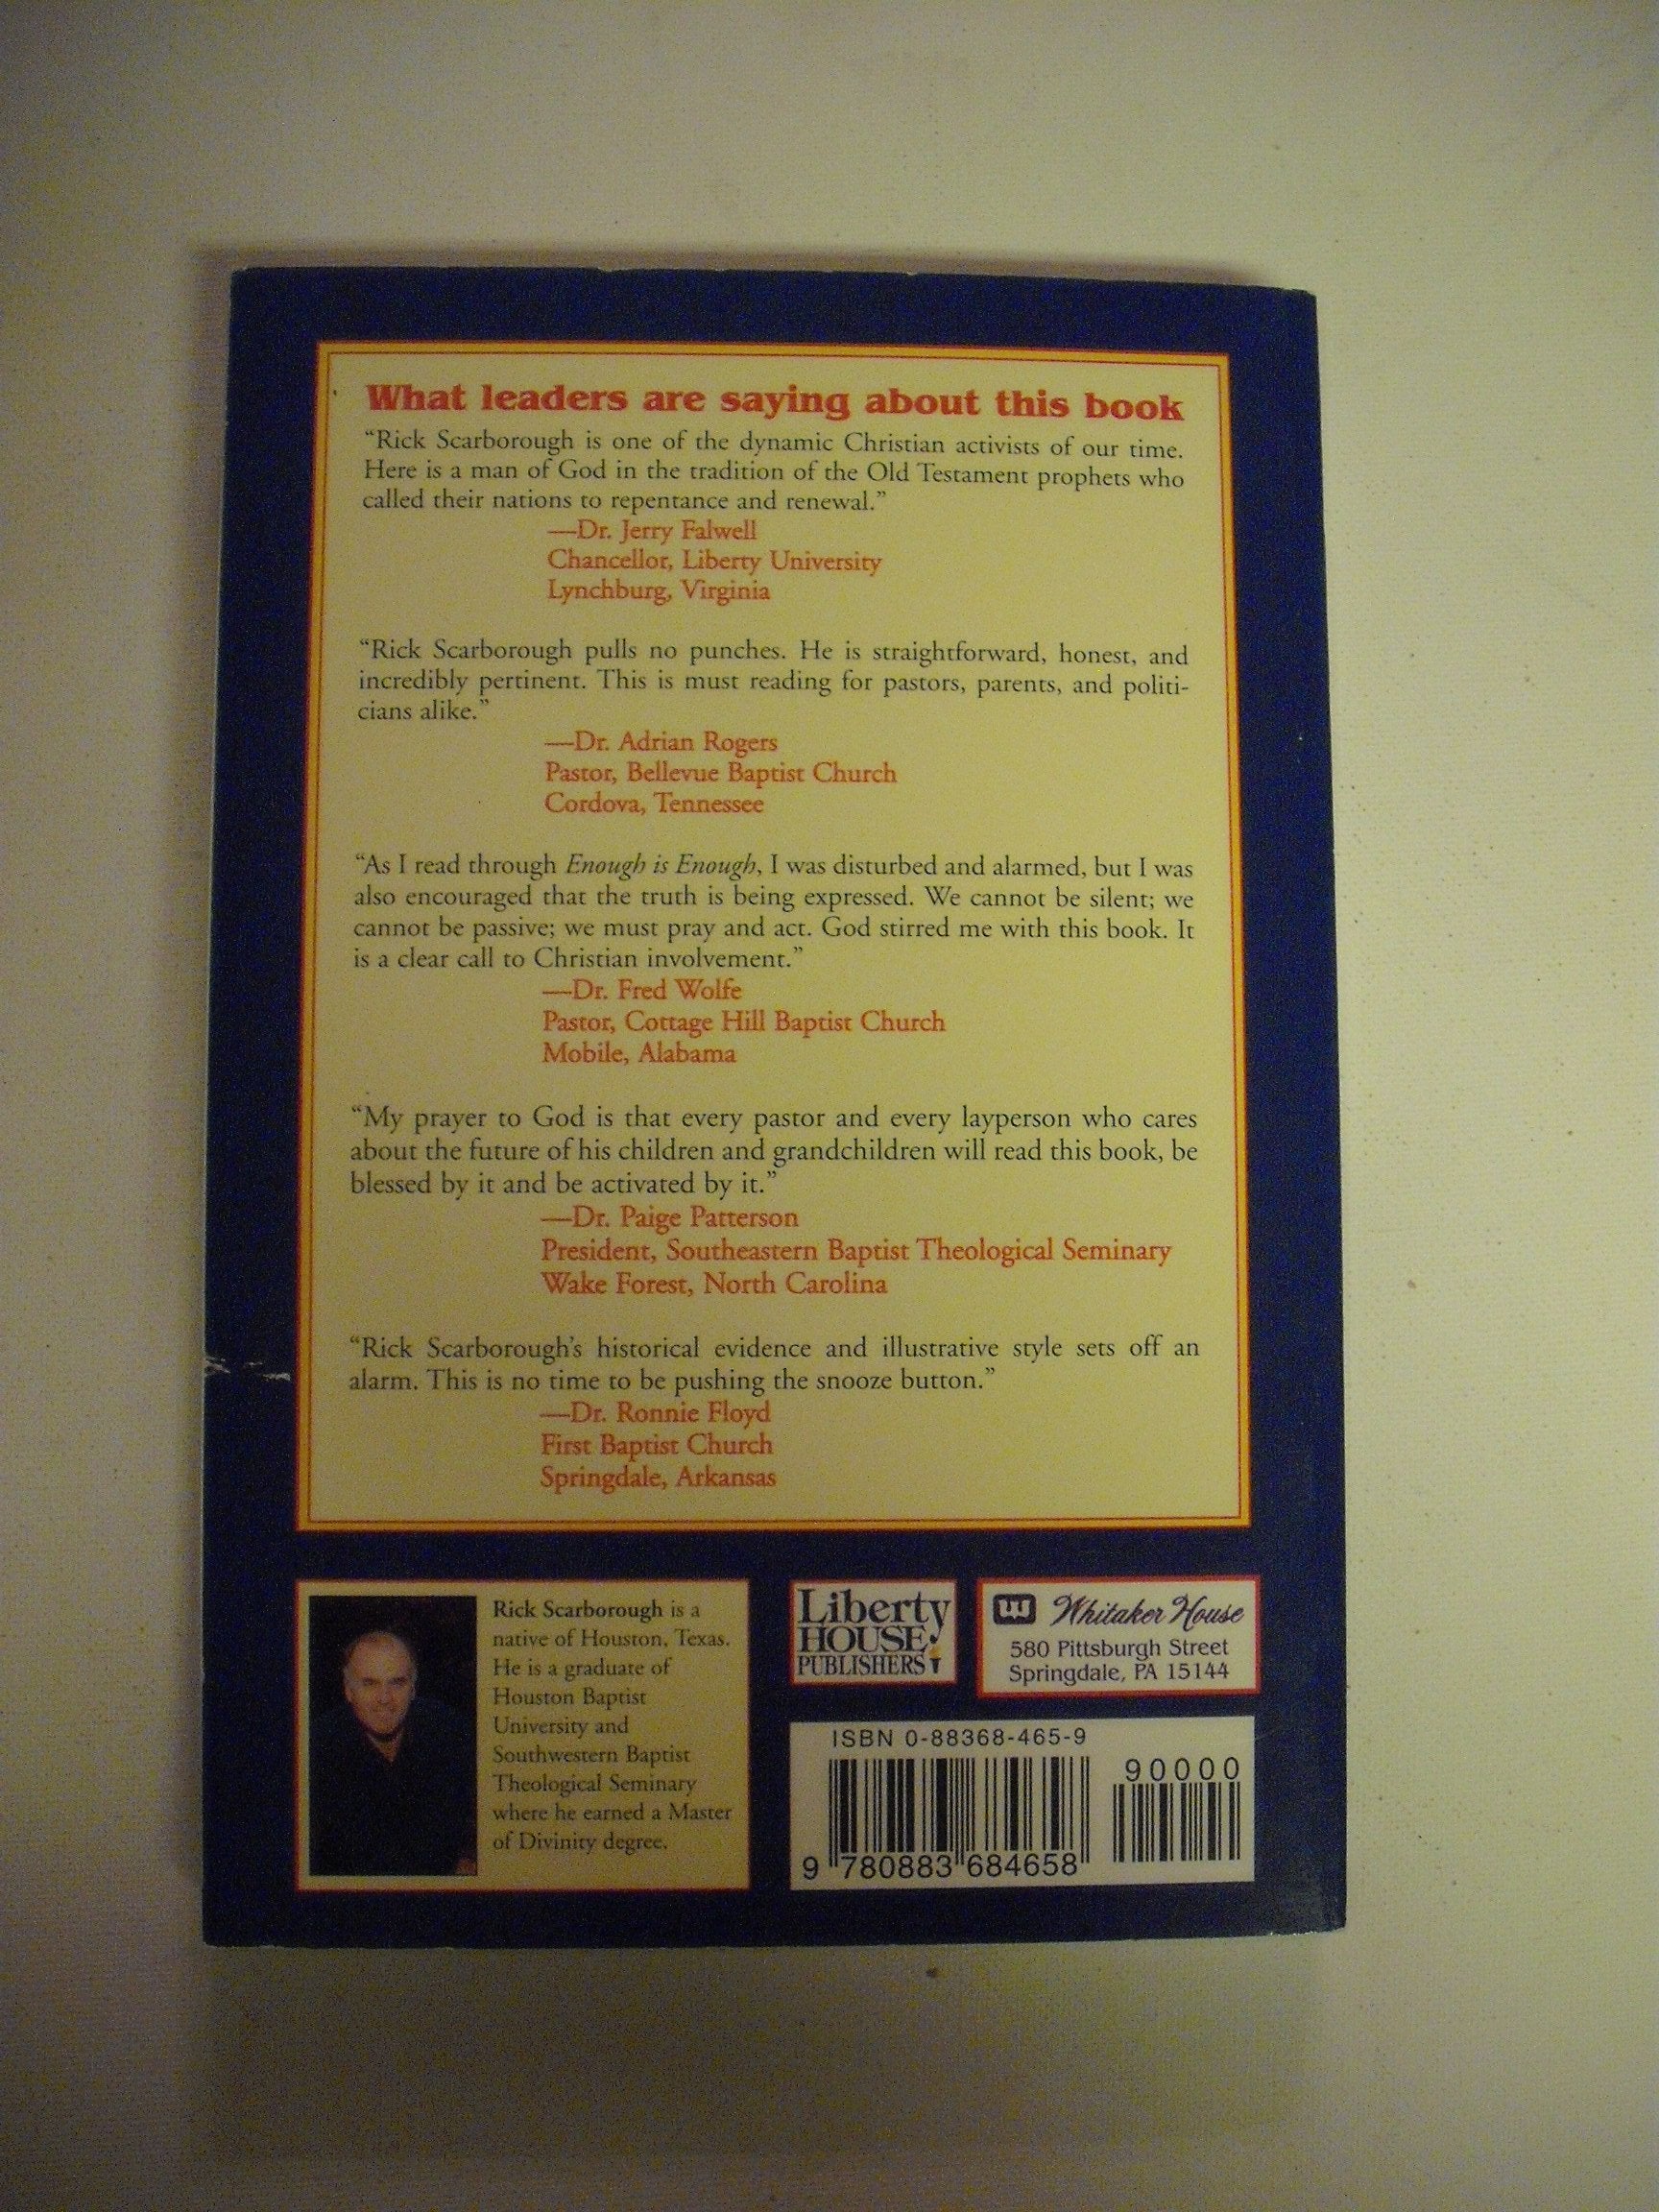 What leaders are saying about this book
“Rick Scarborough is one of the dynamic Christian activists of our time.
Here is a man of God in the tradition of the Old Testament prophets who
called their nations to repentance and renewal.”
—Dr. Jerry Falwell
Chancellor, Liberty University
Lynchburg, Virginia
“Rick Scarborough pulls no punches. He is straightforward, honest, and
incredibly pertinent. This is must reading for pastors, parents, and politi-
cians alike.”
—Dr. Adrian Rogers
Pastor, Bellevue Baptist Church
Cordova, Tennessee
“As I read through Enough is Enough, I was disturbed and alarmed, but I was
also encouraged that the truth is being expressed. We cannot be silent; we
cannot be passive; we must pray and act. God stirred me with this book. It
is a clear call to Christian involvement.”
—Dr. Fred Wolfe
Pastor, Cottage Hill Baptist Church
Mobile, Alabama
“My prayer to God is that every pastor and every layperson who cares
about the future of his children and grandchildren will read this book, be
blessed by it and be activated by it.”
—Dr. Paige Patterson
President, Southeastern Baptist Theological Seminary
Wake Forest, North Carolina
“Rick Scarborough’s historical evidence and illustrative style sets off an
alarm. This is no time to be pushing the snooze button.”
—Dr. Ronnie Floyd
First Baptist Church
Springdale, Arkansas
Rick Scarborough is a
native of Houston, Texas.
He is a graduate of
Houston Baptist
University and
Southwestern Baptist
Theological Seminary
where he earned a Master
of Divinity degree.
Liberty
HOUSE
PUBLISHERS
Whitaker House
580 Pittsburgh Street
Springdale, PA 15144
ISBN 0-88368-465-9
90000
9 780883 684658